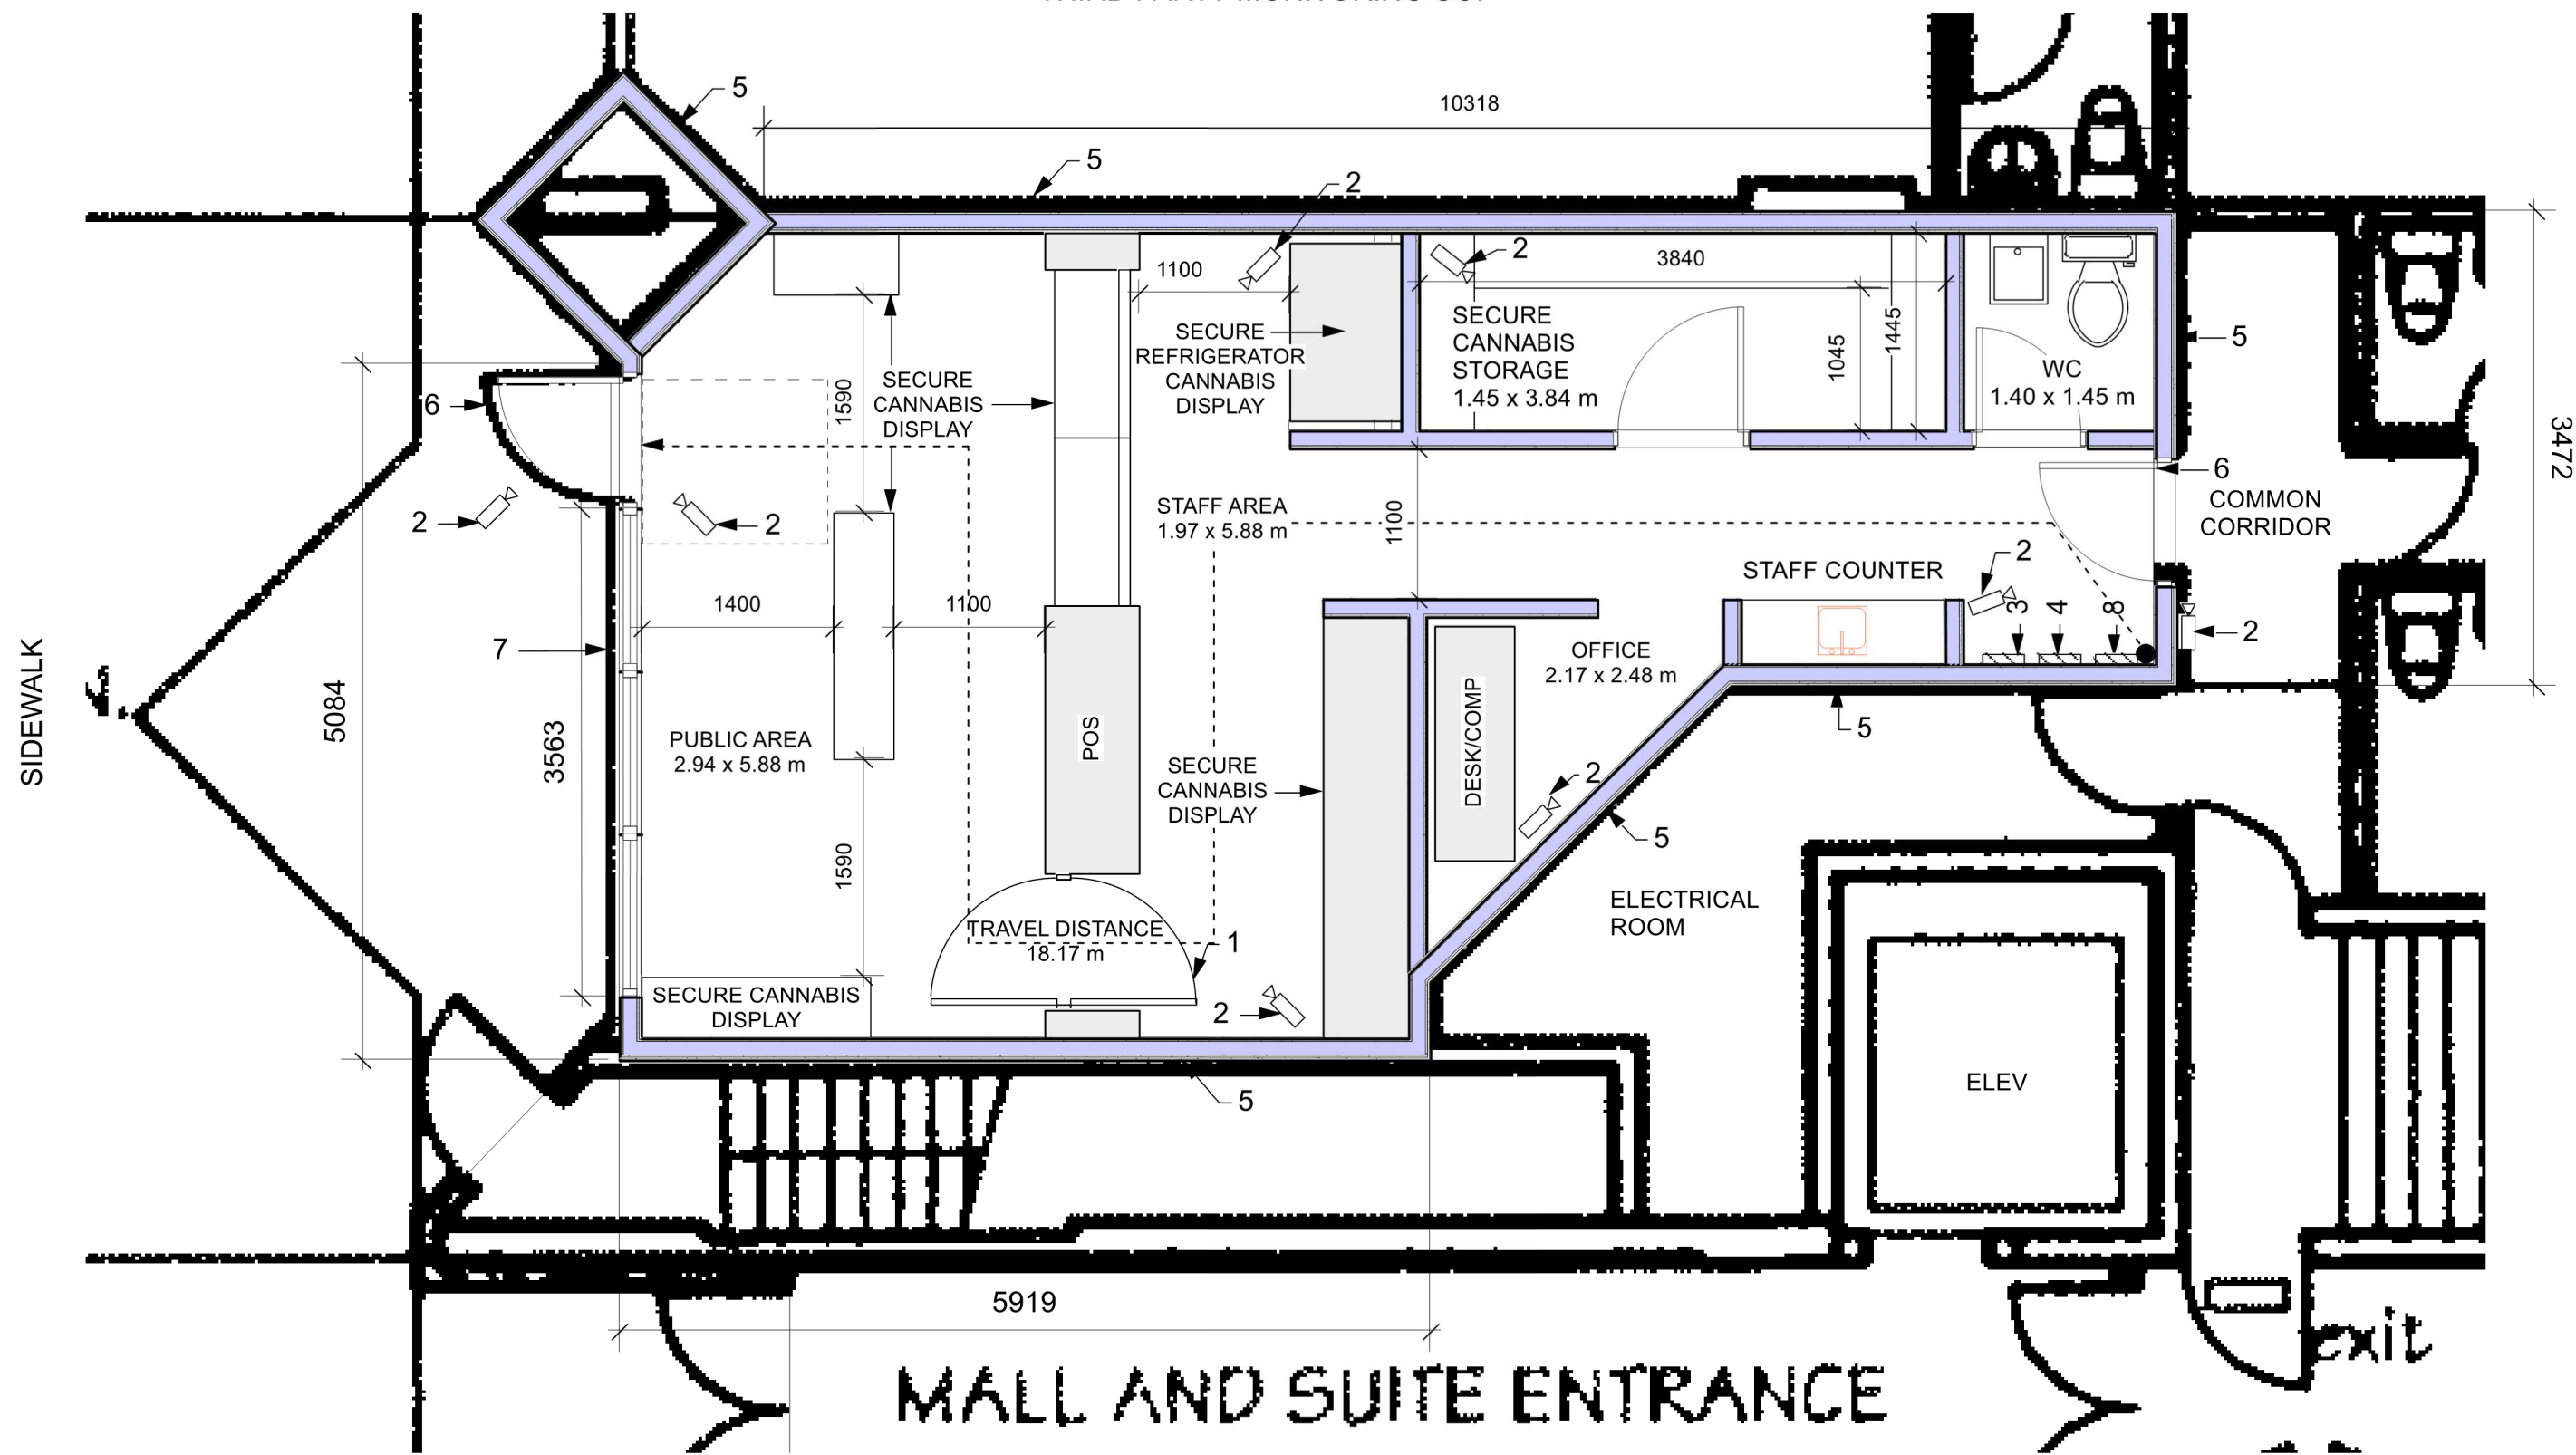 5
10318
5
2
2
1100
3840
SECURE
REFRIGERATOR
CANNABIS
DISPLAY
SECURE
CANNABIS
STORAGE
1.45 x 3.84 m
1045
1445
WC
1.40 x 1.45 m
5
3472
6
1590
SECURE
CANNABIS
DISPLAY
6
COMMON
CORRIDOR
2
2
STAFF AREA
1.97 x 5.88 m
1100
STAFF COUNTER
2
3
4
8
2
1400
1100
7
SIDEWALK
5084
3563
PUBLIC AREA
2.94 x 5.88 m
POS
SECURE
CANNABIS
DISPLAY
DESK/COMP
OFFICE
2.17 x 2.48 m
5
2
5
1590
ELECTRICAL
ROOM
TRAVEL DISTANCE
18.17 m
1
SECURE CANNABIS
DISPLAY
2
5
ELEV
5919
exit
MALL AND SUITE ENTRANCE